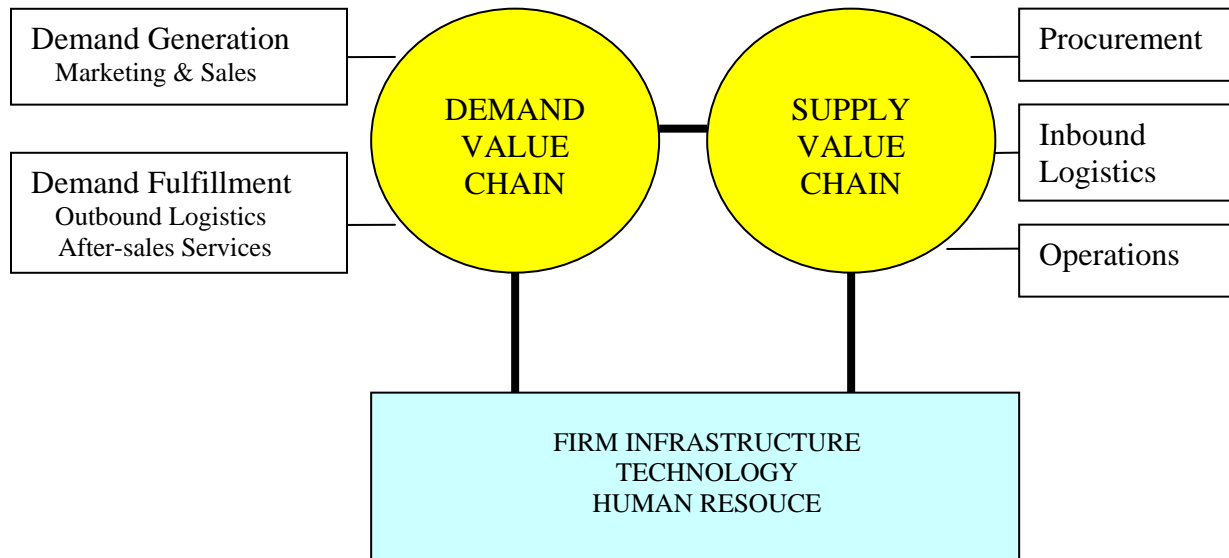 Demand Generation
Marketing & Sales
Demand Fulfillment
Outbound Logistics
After-sales Services
DEMAND
VALUE
CHAIN
SUPPLY
VALUE
CHAIN
Procurement
Inbound
Logistics
Operations
FIRM INFRASTRUCTURE
TECHNOLOGY
HUMAN RESOUCE